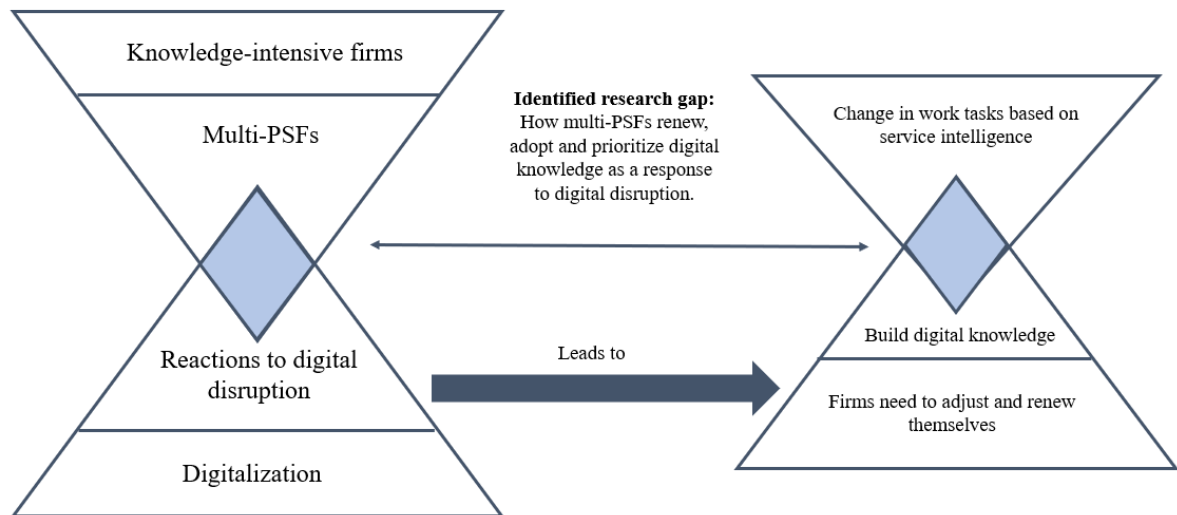 Knowledge-intensive firms
Multi-PSFs
Reactions to digital
disruption
Digitalization
Identified research gap:
How multi-PSFs renew,
adopt and prioritize digital
knowledge as a response
to digital disruption.
Leads to
Change in work tasks based on
service intelligence
Build digital knowledge
Firms need to adjust and renew
themselves